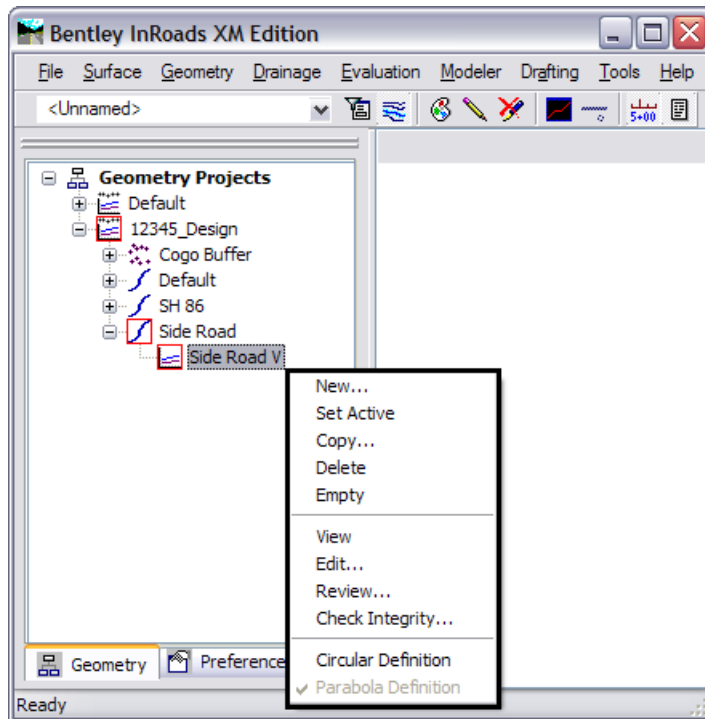 Bentley InRoads XM Edition
File Surface Geometry Drainage Evaluation Modeler Drafting Tools Help
<Unnamed>
5+00
Geometry Projects
Default
12345_Design
Cogo Buffer
Default
SH 86
Side Road
Side Road V
New...
Set Active
Copy...
Delete
Empty
View
Edit...
Review...
Check Integrity...
Circular Definition
Parabola Definition
Geometry Preference
Ready